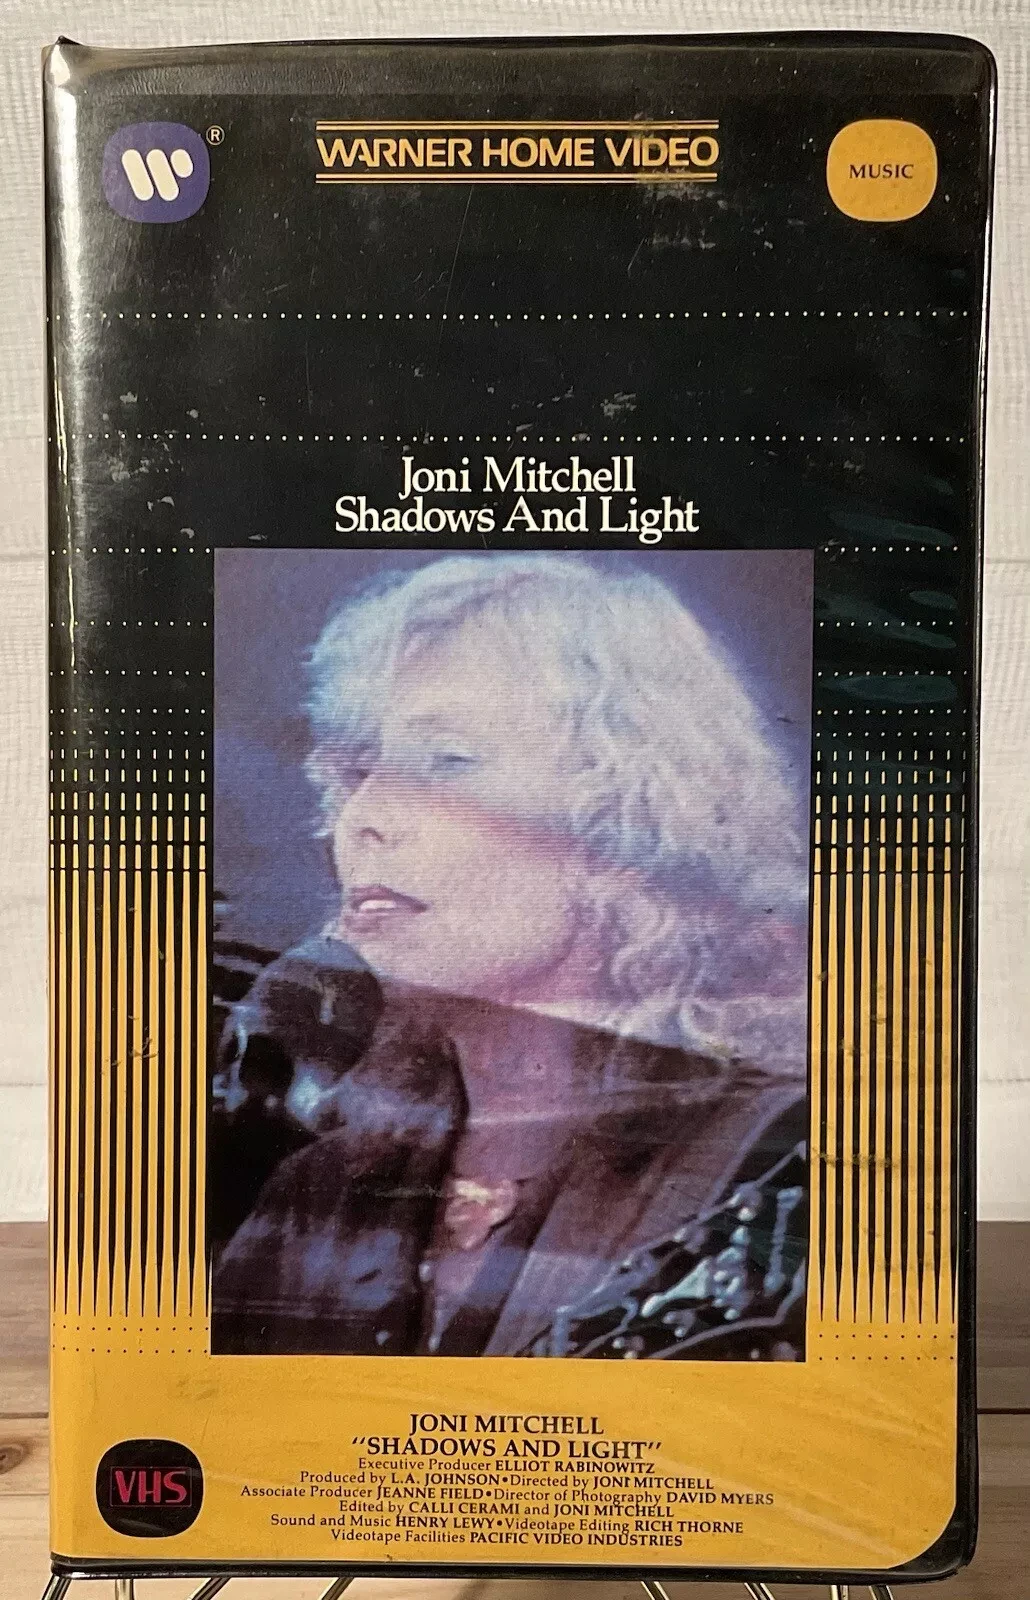 W ®
WARNER HOME VIDEO
MUSIC
Joni Mitchell
Shadows And Light
JONI MITCHELL
"SHADOWS AND LIGHT"
Executive Producer ELLIOT RABINOWITZ
Produced by L.A. JOHNSON•Directed by JONI MITCHELL
Associate Producer JEANNE FIELD•Director of Photography DAVID MYERS
Edited by CALLI CERAMI and JONI MITCHELL
Sound and Music HENRY LEWY•Videotape Editing RICH THORNE
Videotape Facilities PACIFIC VIDEO INDUSTRIES
VHS